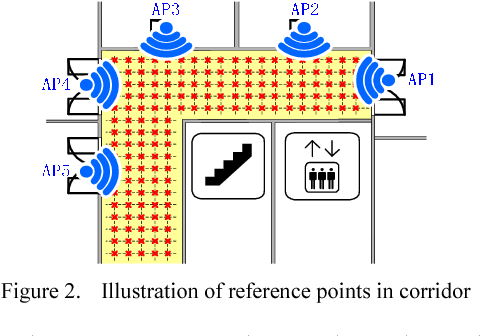 AP3
AP2
AP4
AP1
AP5
Figure 2. Illustration of reference points in corridor